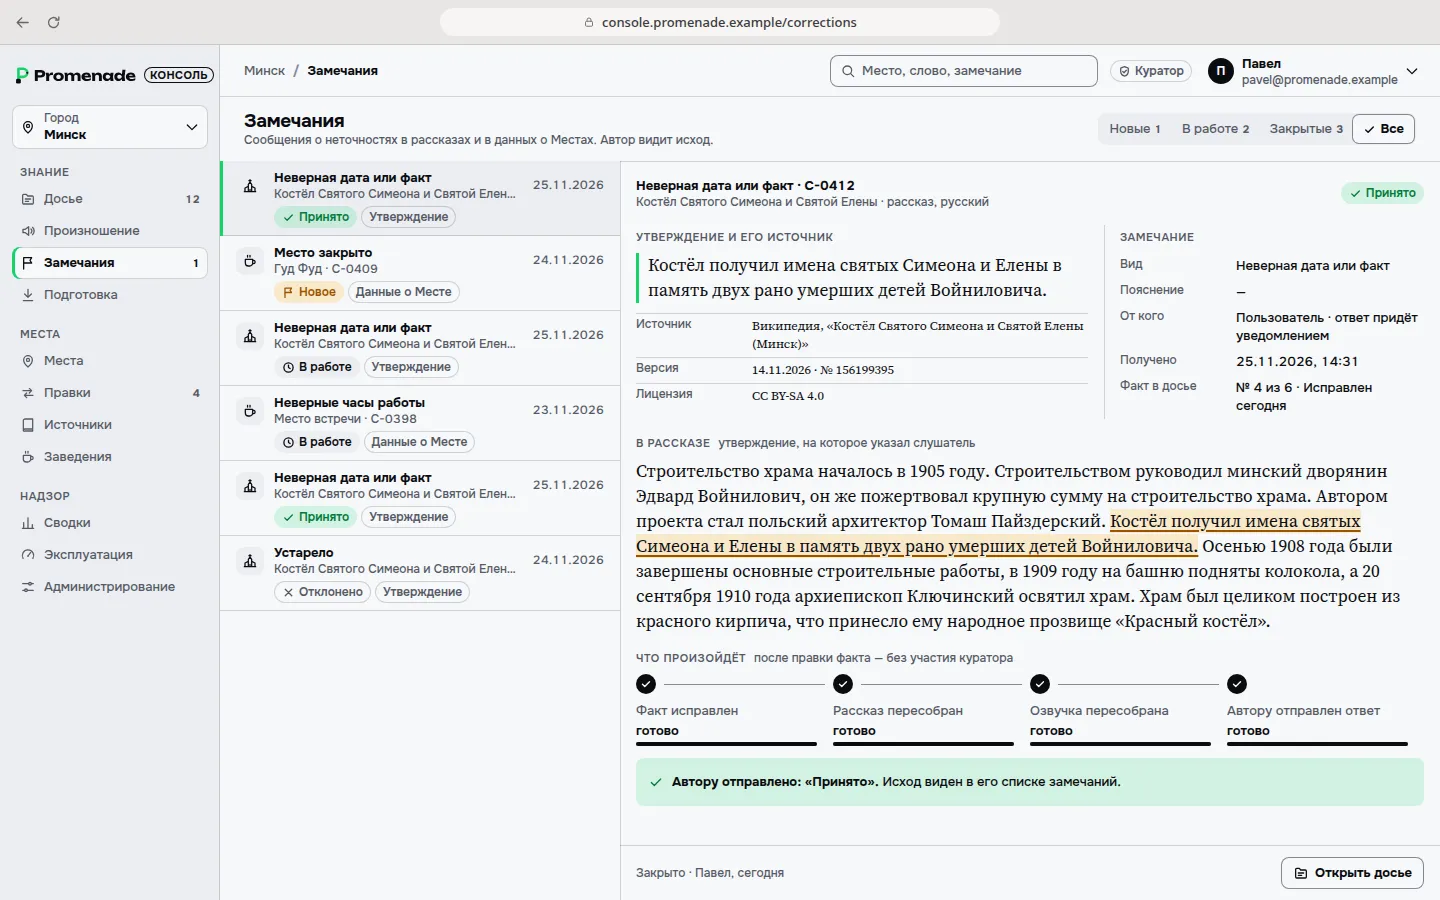 console.promenade.example/corrections
Promenade КОНСОЛЬ
Город
Минск
ЗНАНИЕ
Досье 12
Произношение
Замечания 1
Подготовка
МЕСТА
Места
Правки 4
Источники
Заведения
НАДЗОР
Сводки
Эксплуатация
Администрирование
Минск / Замечания
Место, слово, замечание
Куратор
П
Павел
pavel@promenade.example
Замечания
Сообщения о неточностях в рассказах и в данных о Местах. Автор видит исход.
Новые 1 В работе 2 Закрытые 3 Все
Неверная дата или факт 25.11.2026
Костёл Святого Симеона и Святой Елен...
Принято Утверждение
Место закрыто 24.11.2026
Гуд Фуд · C-0409
Новое Данные о Месте
Неверная дата или факт 25.11.2026
Костёл Святого Симеона и Святой Елен...
В работе Утверждение
Неверные часы работы 23.11.2026
Место встречи · C-0398
В работе Данные о Месте
Неверная дата или факт 25.11.2026
Костёл Святого Симеона и Святой Елен...
Принято Утверждение
Устарело 24.11.2026
Костёл Святого Симеона и Святой Елен...
Отклонено Утверждение
Неверная дата или факт · C-0412
Костёл Святого Симеона и Святой Елены · рассказ, русский
Принято
УТВЕРЖДЕНИЕ И ЕГО ИСТОЧНИК
Костёл получил имена святых Симеона и Елены в
память двух рано умерших детей Войниловича.
Источник Википедия, «Костёл Святого Симеона и Святой Елены
(Минск)»
Версия 14.11.2026 · № 156199395
Лицензия CC BY-SA 4.0
ЗАМЕЧАНИЕ
Вид Неверная дата или факт
Пояснение —
От кого Пользователь · ответ придёт
уведомлением
Получено 25.11.2026, 14:31
Факт в досье № 4 из 6 · Исправлен
сегодня
В РАССКАЗЕ утверждение, на которое указал слушатель
Строительство храма началось в 1905 году. Строительством руководил минский дворянин
Эдвард Войнилович, он же пожертвовал крупную сумму на строительство храма. Автором
проекта стал польский архитектор Томаш Пайздерский. Костёл получил имена святых
Симеона и Елены в память двух рано умерших детей Войниловича. Осенью 1908 года были
завершены основные строительные работы, в 1909 году на башню подняты колокола, а 20
сентября 1910 года архиепископ Ключинский освятил храм. Храм был целиком построен из
красного кирпича, что принесло ему народное прозвище «Красный костёл».
ЧТО ПРОИЗОЙДЁТ после правки факта — без участия куратора
Факт исправлен Рассказ пересобран Озвучка пересобрана Автору отправлен ответ
готово готово готово готово
Автору отправлено: «Принято». Исход виден в его списке замечаний.
Закрыто · Павел, сегодня
Открыть досье